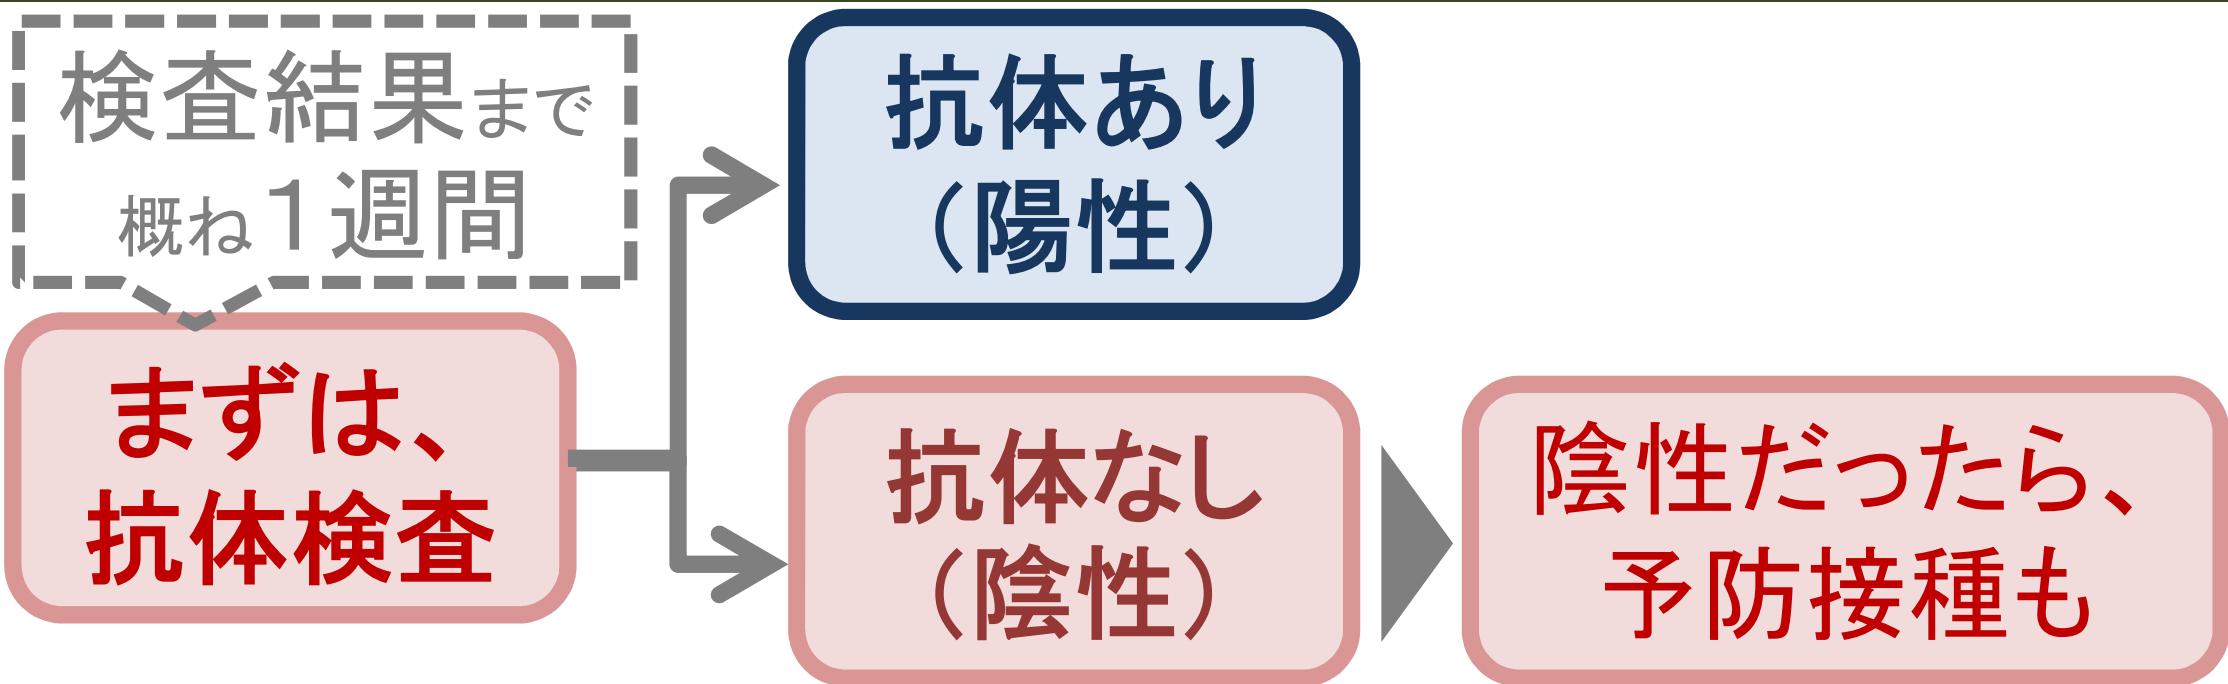 検査結果まで
概ね1週間
まずは、
抗体検査
抗体あり
（陽性）
抗体なし
（陰性）
陰性だったら、
予防接種も